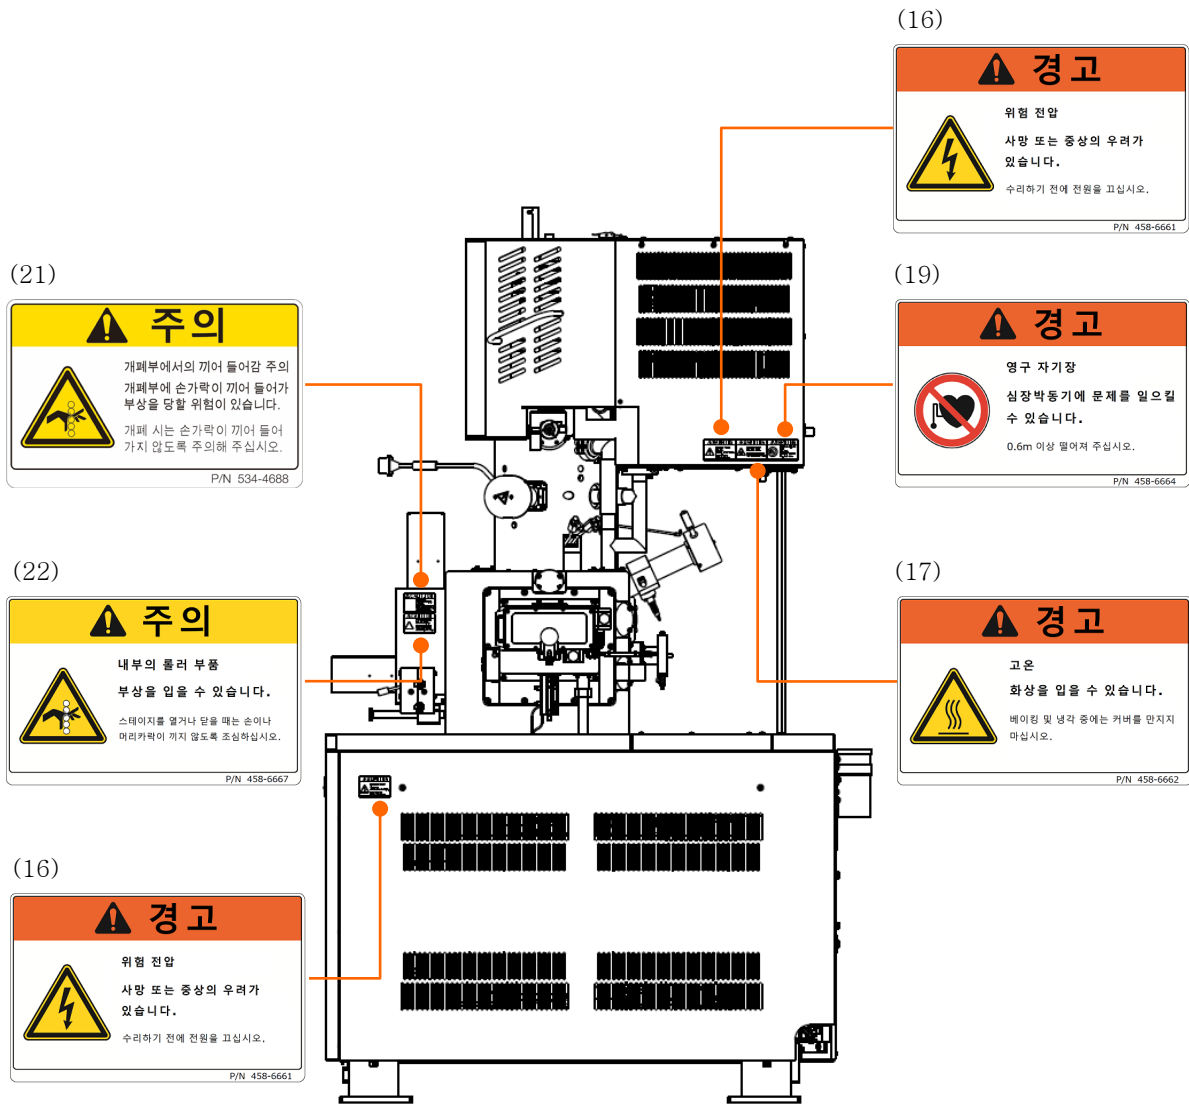 (16)
경고
위험 전압
사망 또는 중상의 우려가
있습니다.
수리하기 전에 전원을 끄십시오.
P/N 458-6661
(21)
주의
개폐부에서의 끼어 들어감 주의
개폐부에 손가락이 끼어 들어가
부상을 당할 위험이 있습니다.
개폐 시는 손가락이 끼어 들어
가지 않도록 주의해 주십시오.
P/N 534-4688
(19)
경고
영구 자기장
심장박동기에 문제를 일으킬
수 있습니다.
0.6m 이상 떨어져 주십시오.
P/N 458-6664
(22)
주의
내부의 롤러 부품
부상을 입을 수 있습니다.
스테이지를 열거나 닫을 때는 손이나
머리카락이 끼지 않도록 조심하십시오.
P/N 458-6667
(17)
경고
고온
화상을 입을 수 있습니다.
베이킹 및 냉각 중에는 커버를 만지지
마십시오.
P/N 458-6662
(16)
경고
위험 전압
사망 또는 중상의 우려가
있습니다.
수리하기 전에 전원을 끄십시오.
P/N 458-6661